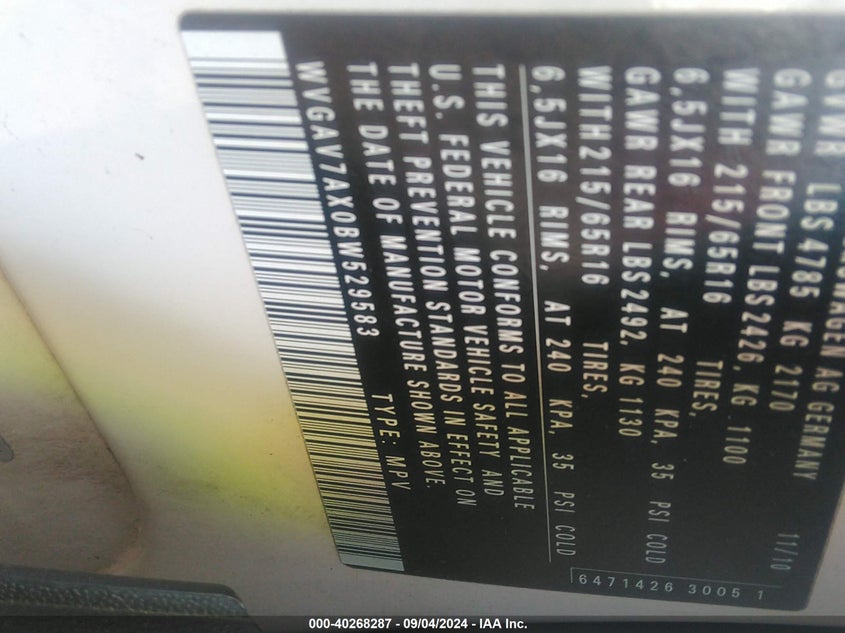 VOLKSWAGEN AG GERMANY 11/10
GVWR LBS 4785 KG 2170
GAWR FRONT LBS2426, KG 1100
WITH 215/65R16 TIRES,
6,5JX16 RIMS, AT 240 KPA, 35 PSI COLD
GAWR REAR LBS2492, KG 1130
WITH215/65R16 TIRES,
6,5JX16 RIMS, AT 240 KPA, 35 PSI COLD
THIS VEHICLE CONFORMS TO ALL APPLICABLE
U.S. FEDERAL MOTOR VEHICLE SAFETY AND
THEFT PREVENTION STANDARDS IN EFFECT ON
THE DATE OF MANUFACTURE SHOWN ABOVE.
WVGAV7AX0BW529583 TYPE: MPV
6471426 3005 1
000-40268287 - 09/04/2024 - IAA Inc.